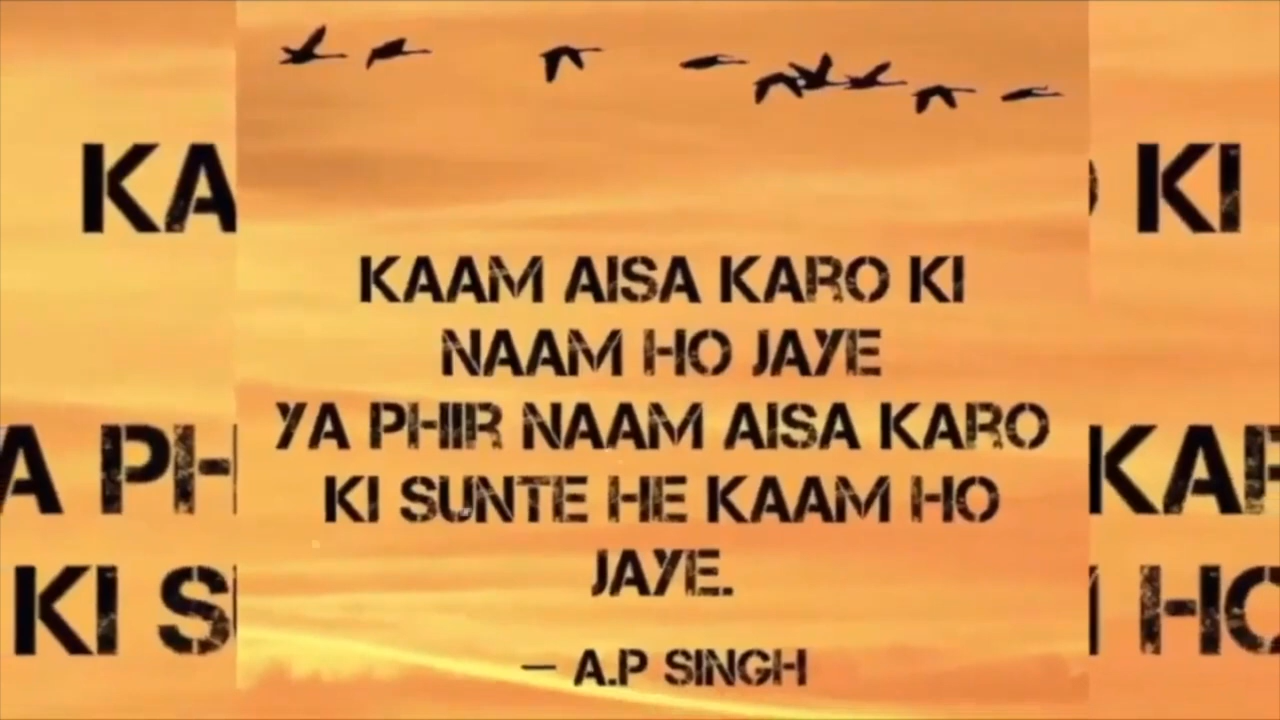 KAAM AISA KARO KI
NAAM HO JAYE
YA PHIR NAAM AISA KARO
KI SUNTE HE KAAM HO
JAYE.
— A.P SINGH